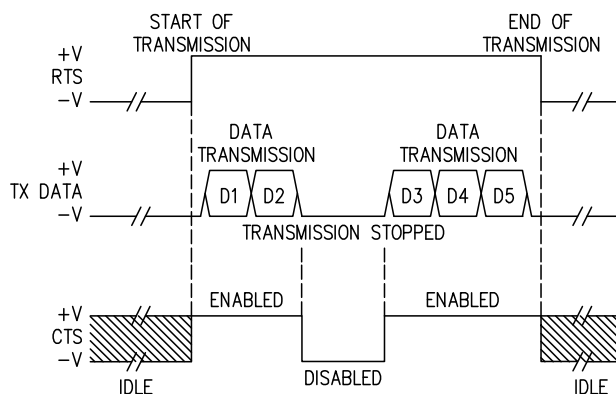 START OF
TRANSMISSION
END OF
TRANSMISSION
+V
RTS
-V
DATA
TRANSMISSION
DATA
TRANSMISSION
+V
TX DATA
-V
D1
D2
D3
D4
D5
TRANSMISSION STOPPED
ENABLED
ENABLED
+V
CTS
-V
IDLE
DISABLED
IDLE